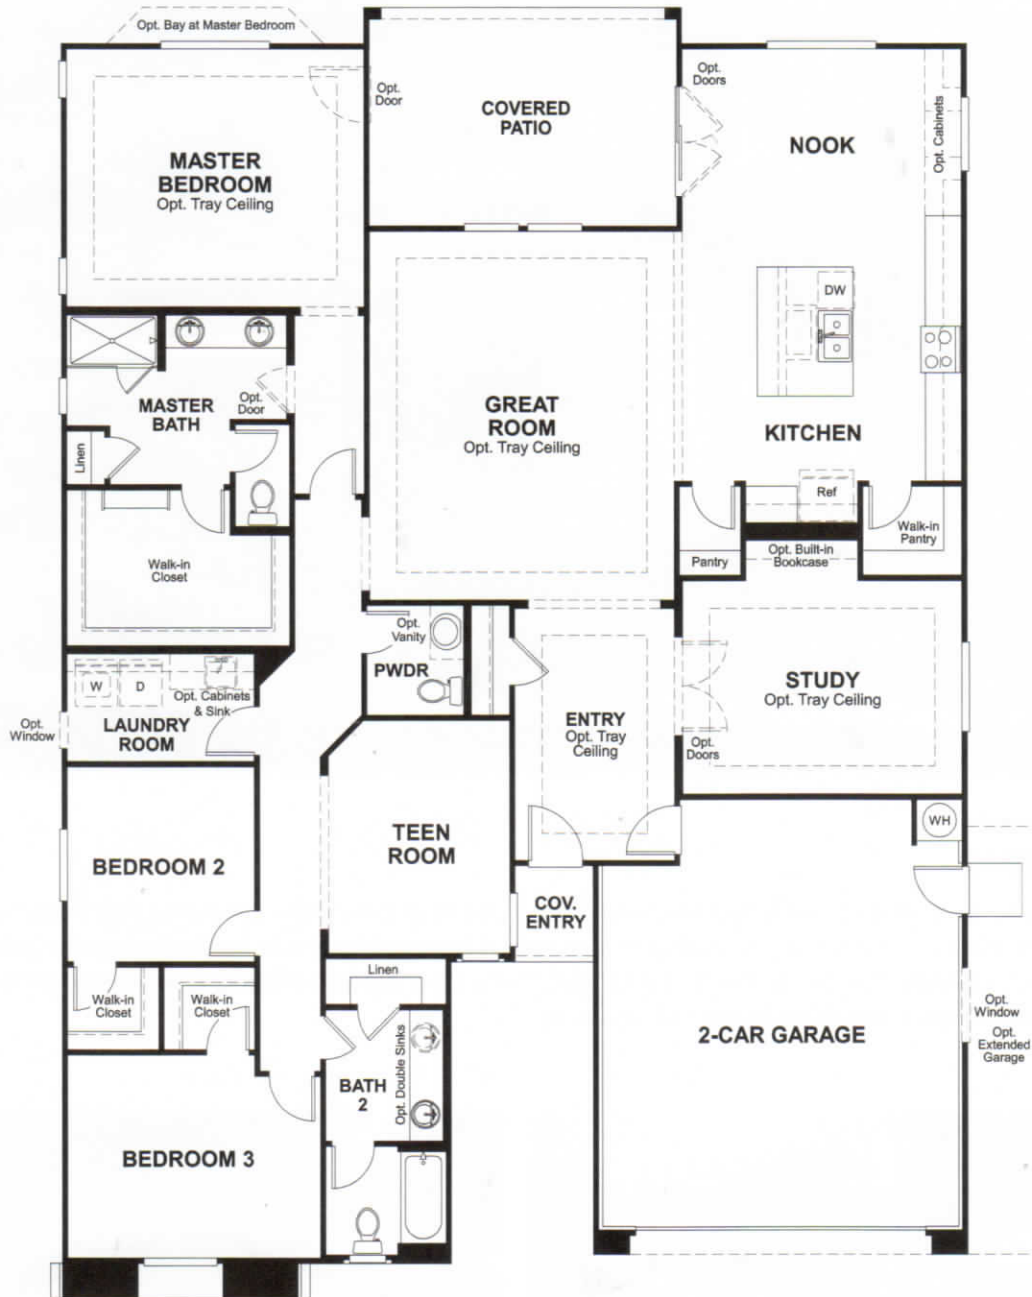 Opt. Bay at Master Bedroom
MASTER
BEDROOM
Opt. Tray Ceiling
Opt.
Door
COVERED
PATIO
Opt.
Doors
NOOK
Opt. Cabinets
DW
MASTER
BATH
Opt.
Door
Linen
GREAT
ROOM
Opt. Tray Ceiling
KITCHEN
Ref
Walk-in
Pantry
Pantry
Opt. Built-in
Bookcase
Walk-in
Closet
Opt.
Vanity
PWDR
W
D
Opt. Cabinets
& Sink
LAUNDRY
ROOM
Opt.
Window
ENTRY
Opt. Tray
Ceiling
STUDY
Opt. Tray Ceiling
Opt.
Doors
WH
TEEN
ROOM
BEDROOM 2
COV.
ENTRY
Linen
Walk-in
Closet
Walk-in
Closet
Opt. Double Sinks
BATH
2
2-CAR GARAGE
Opt.
Window
Opt.
Extended
Garage
BEDROOM 3